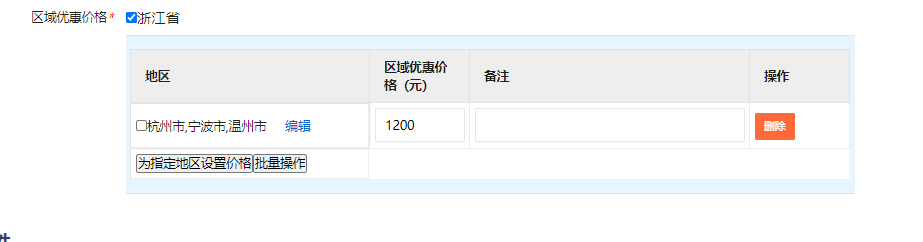 区域优惠价格* 浙江省
地区 区域优惠价格（元） 备注 操作
杭州市,宁波市,温州市 编辑 1200 删除
为指定地区设置价格 批量操作